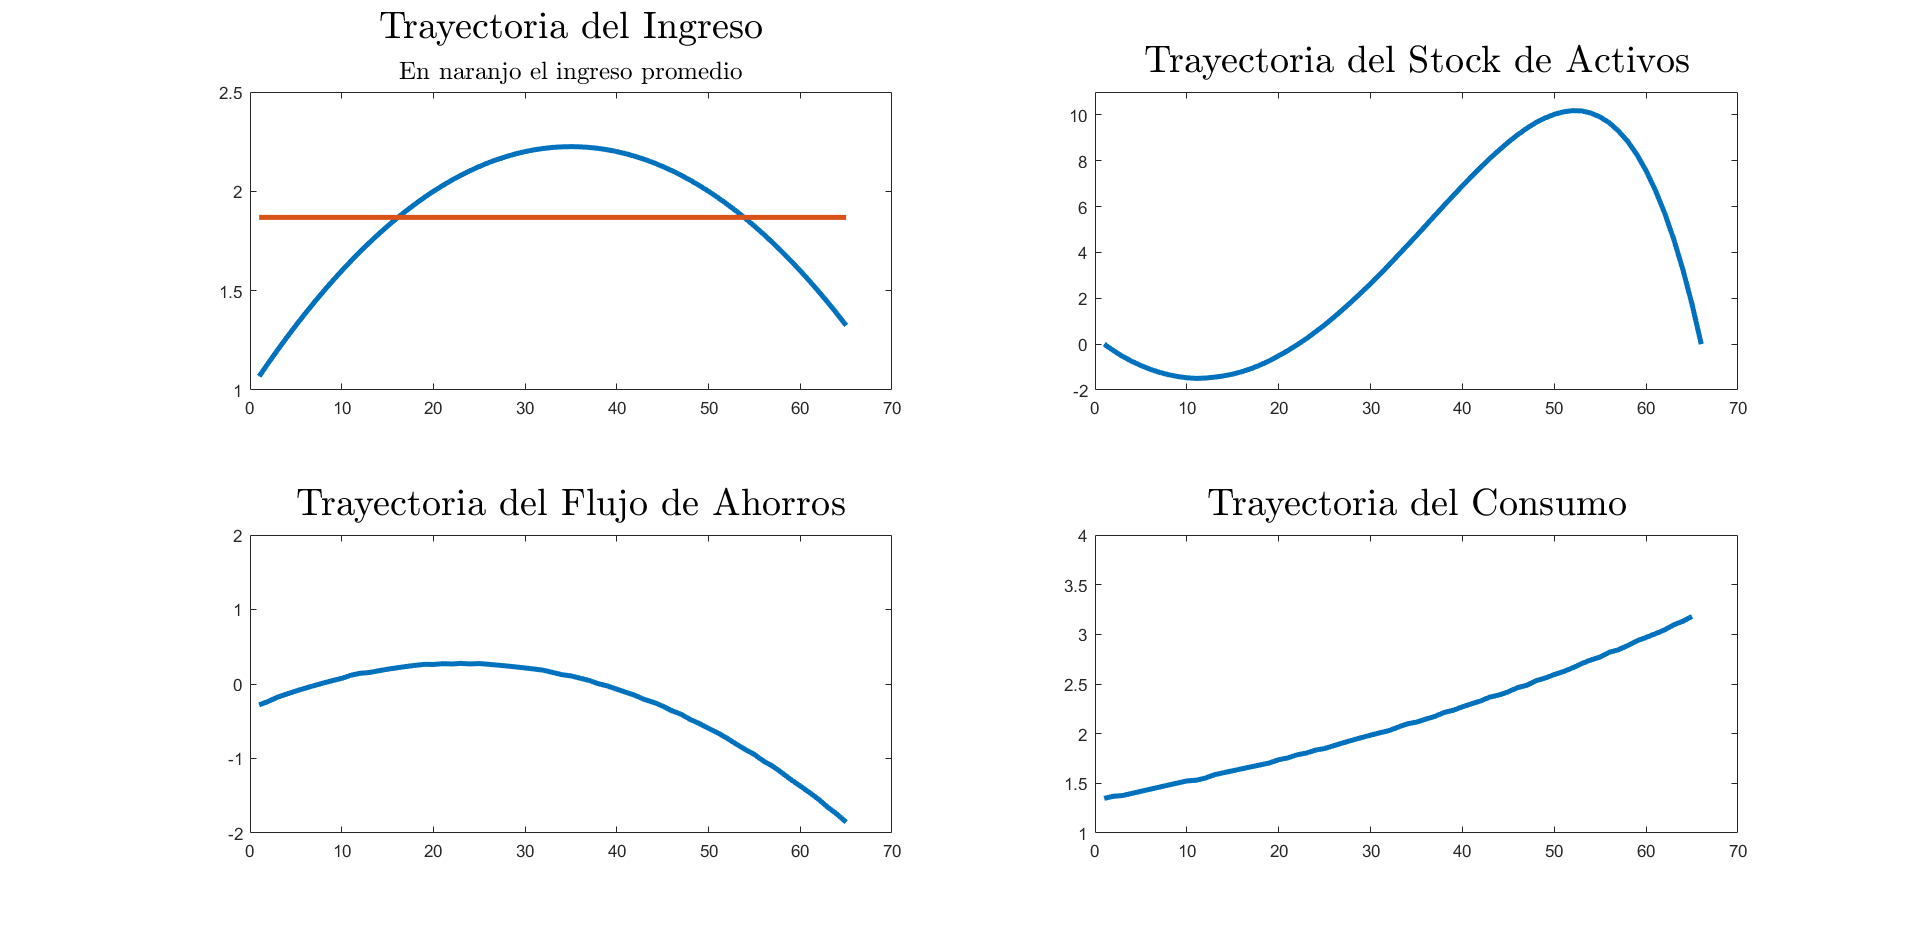 Trayectoria del Ingreso
En naranjo el ingreso promedio
2.5
2
1.5
1
0 10 20 30 40 50 60 70
Trayectoria del Stock de Activos
10
8
6
4
2
0
-2
0 10 20 30 40 50 60 70
Trayectoria del Flujo de Ahorros
2
1
0
-1
-2
0 10 20 30 40 50 60 70
Trayectoria del Consumo
4
3.5
3
2.5
2
1.5
1
0 10 20 30 40 50 60 70